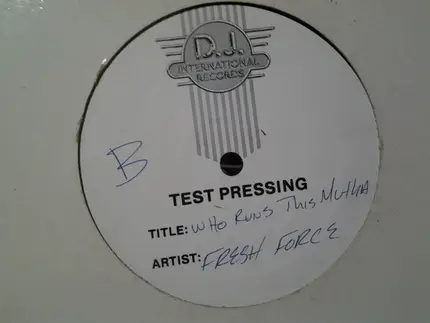 D.J.
INTERNATIONAL
RECORDS
B
TEST PRESSING
TITLE: WHO RUNS THIS MUTHA
ARTIST: FRESH FORCE